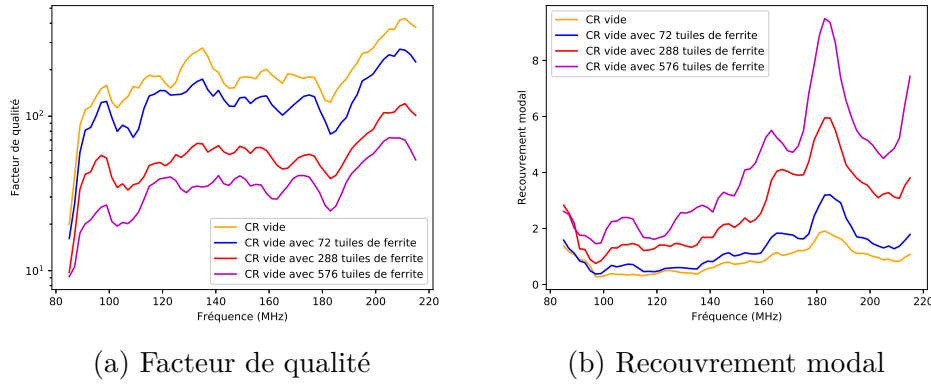 Facteur de qualité
10²
10¹
80 100 120 140 160 180 200 220
Fréquence (MHz)
CR vide
CR vide avec 72 tuiles de ferrite
CR vide avec 288 tuiles de ferrite
CR vide avec 576 tuiles de ferrite
(a) Facteur de qualité
Recouvrement modal
8
6
4
2
0
80 100 120 140 160 180 200 220
Fréquence (MHz)
CR vide
CR vide avec 72 tuiles de ferrite
CR vide avec 288 tuiles de ferrite
CR vide avec 576 tuiles de ferrite
(b) Recouvrement modal